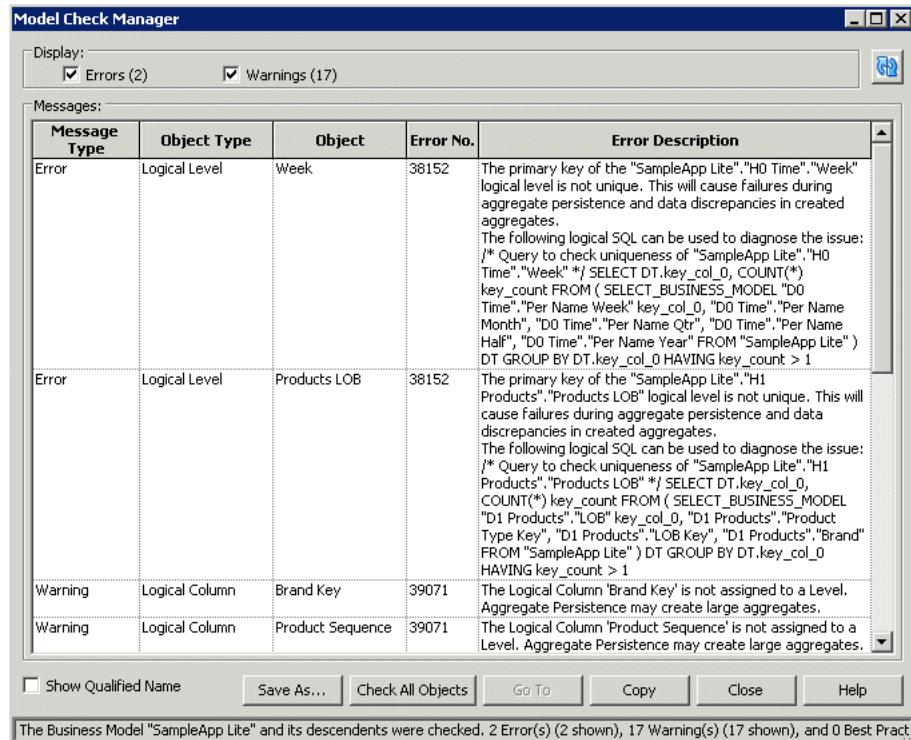 Model Check Manager
Display:
Errors (2)
Warnings (17)
Messages:
Message Type
Object Type
Object
Error No.
Error Description
Error
Logical Level
Week
38152
The primary key of the "SampleApp Lite"."H0 Time"."Week"
logical level is not unique. This will cause failures during
aggregate persistence and data discrepancies in created
aggregates.
The following logical SQL can be used to diagnose the issue:
/* Query to check uniqueness of "SampleApp Lite"."H0
Time"."Week" */ SELECT DT.key_col_0, COUNT(*)
key_count FROM ( SELECT_BUSINESS_MODEL "D0
Time"."Per Name Week" key_col_0, "D0 Time"."Per Name
Month", "D0 Time"."Per Name Qtr", "D0 Time"."Per Name
Half", "D0 Time"."Per Name Year" FROM "SampleApp Lite" )
DT GROUP BY DT.key_col_0 HAVING key_count > 1
Error
Logical Level
Products LOB
38152
The primary key of the "SampleApp Lite"."H1
Products"."Products LOB" logical level is not unique. This will
cause failures during aggregate persistence and data
discrepancies in created aggregates.
The following logical SQL can be used to diagnose the issue:
/* Query to check uniqueness of "SampleApp Lite"."H1
Products"."Products LOB" */ SELECT DT.key_col_0,
COUNT(*) key_count FROM ( SELECT_BUSINESS_MODEL
"D1 Products"."LOB" key_col_0, "D1 Products"."Product
Type Key", "D1 Products"."LOB Key", "D1 Products"."Brand"
FROM "SampleApp Lite" ) DT GROUP BY DT.key_col_0
HAVING key_count > 1
Warning
Logical Column
Brand Key
39071
The Logical Column 'Brand Key' is not assigned to a Level.
Aggregate Persistence may create large aggregates.
Warning
Logical Column
Product Sequence
39071
The Logical Column 'Product Sequence' is not assigned to a
Level. Aggregate Persistence may create large aggregates.
Show Qualified Name
Save As...
Check All Objects
Go To
Copy
Close
Help
The Business Model "SampleApp Lite" and its descendents were checked. 2 Error(s) (2 shown), 17 Warning(s) (17 shown), and 0 Best Pract